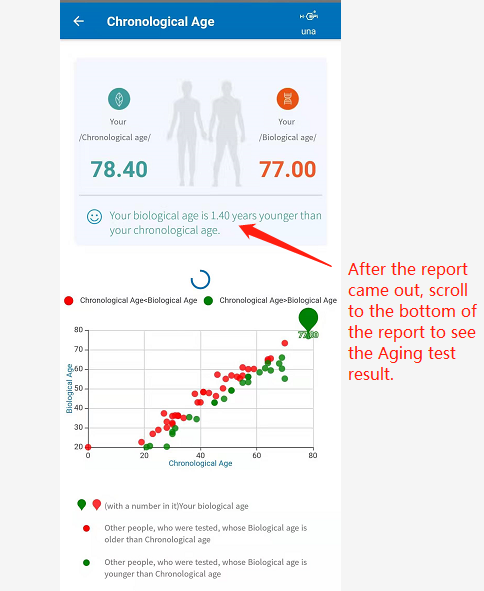 Chronological Age
una
Your
Your
/Chronological age/
/Biological age/
78.40
77.00
Your biological age is 1.40 years younger than
your chronological age.
After the report
came out, scroll
to the bottom of
the report to see
the Aging test
result.
Chronological Age<Biological Age
Chronological Age>Biological Age
77.00
80
70
60
50
40
30
20
Biological Age
0
20
40
60
80
Chronological Age
(with a number in it)Your biological age
Other people, who were tested, whose Biological age is
older than Chronological age
Other people, who were tested, whose Biological age is
younger than Chronological age